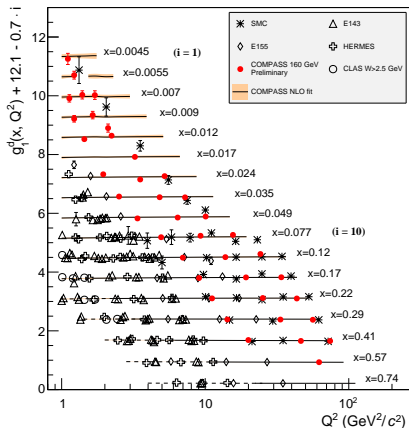 g₁ᵈ(x, Q²) + 12.1 - 0.7 · i
12
10
8
6
4
2
0
SMC
E143
E155
HERMES
COMPASS 160 GeV
Preliminary
CLAS W>2.5 GeV
COMPASS NLO fit
x=0.0045 (i = 1)
x=0.0055
x=0.007
x=0.009
x=0.012
x=0.017
x=0.024
x=0.035
x=0.049
x=0.077 (i = 10)
x=0.12
x=0.17
x=0.22
x=0.29
x=0.41
x=0.57
x=0.74
1 10 10²
Q² (GeV²/c²)